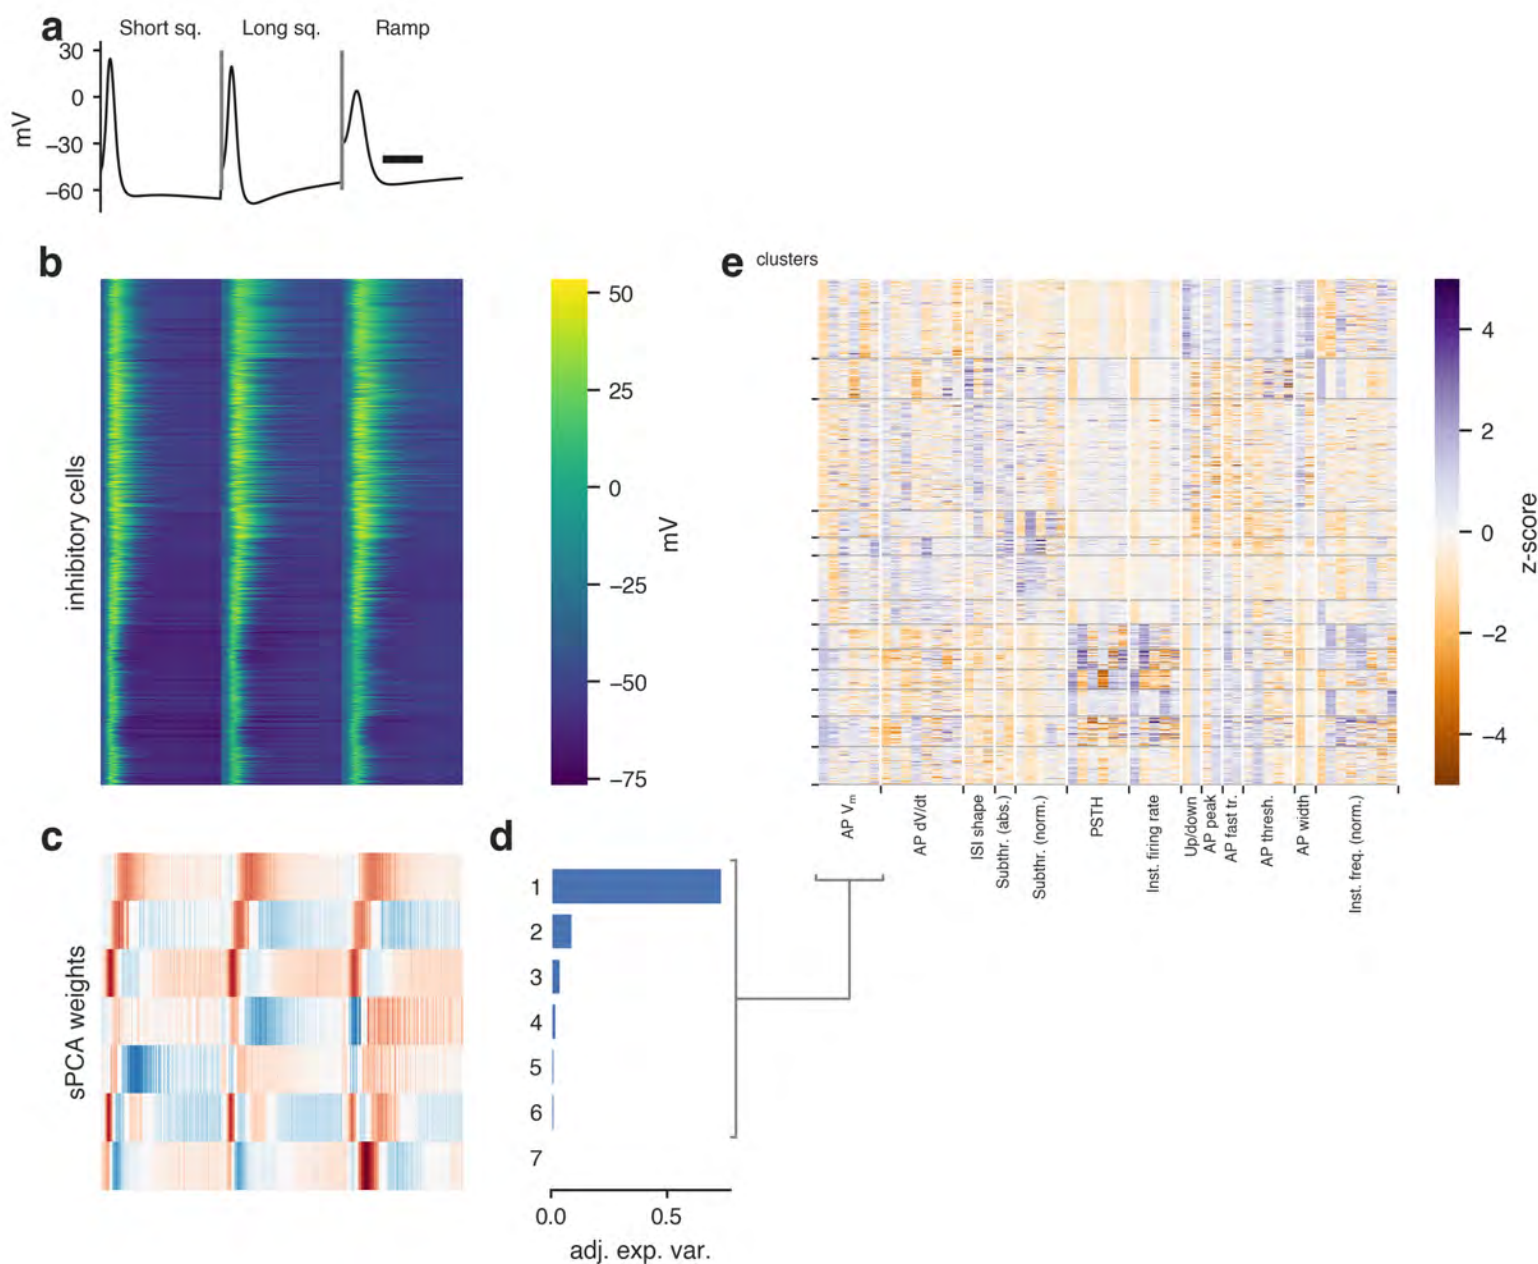 a
Short sq.
Long sq.
Ramp
30
0
−30
−60
mV
b
inhibitory cells
50
25
0
−25
−50
−75
mV
e
clusters
4
2
0
−2
−4
z-score
AP Vm
AP dV/dt
ISI shape
Subthr. (abs.)
Subthr. (norm.)
PSTH
Inst. firing rate
Up/down
AP peak
AP fast tr.
AP thresh.
AP width
Inst. freq. (norm.)
c
sPCA weights
d
1
2
3
4
5
6
7
0.0
0.5
adj. exp. var.